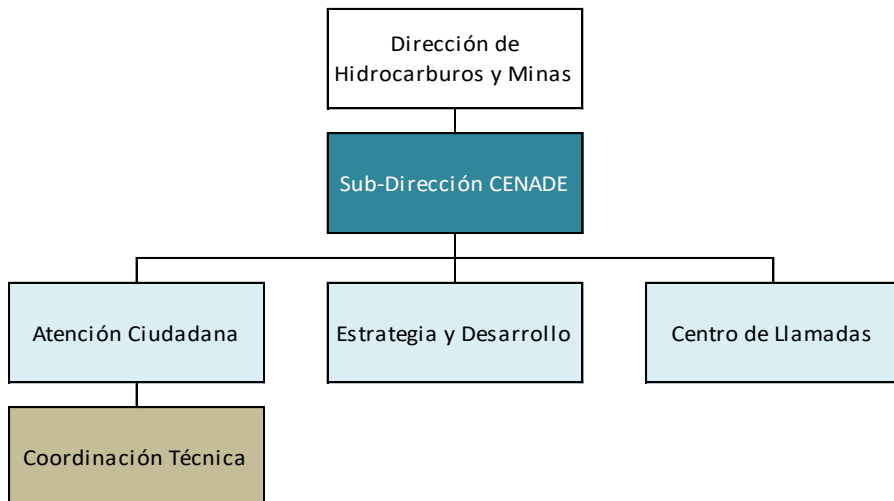 Dirección de
Hidrocarburos y Minas
Sub-Dirección CENADE
Atención Ciudadana
Estrategia y Desarrollo
Centro de Llamadas
Coordinación Técnica